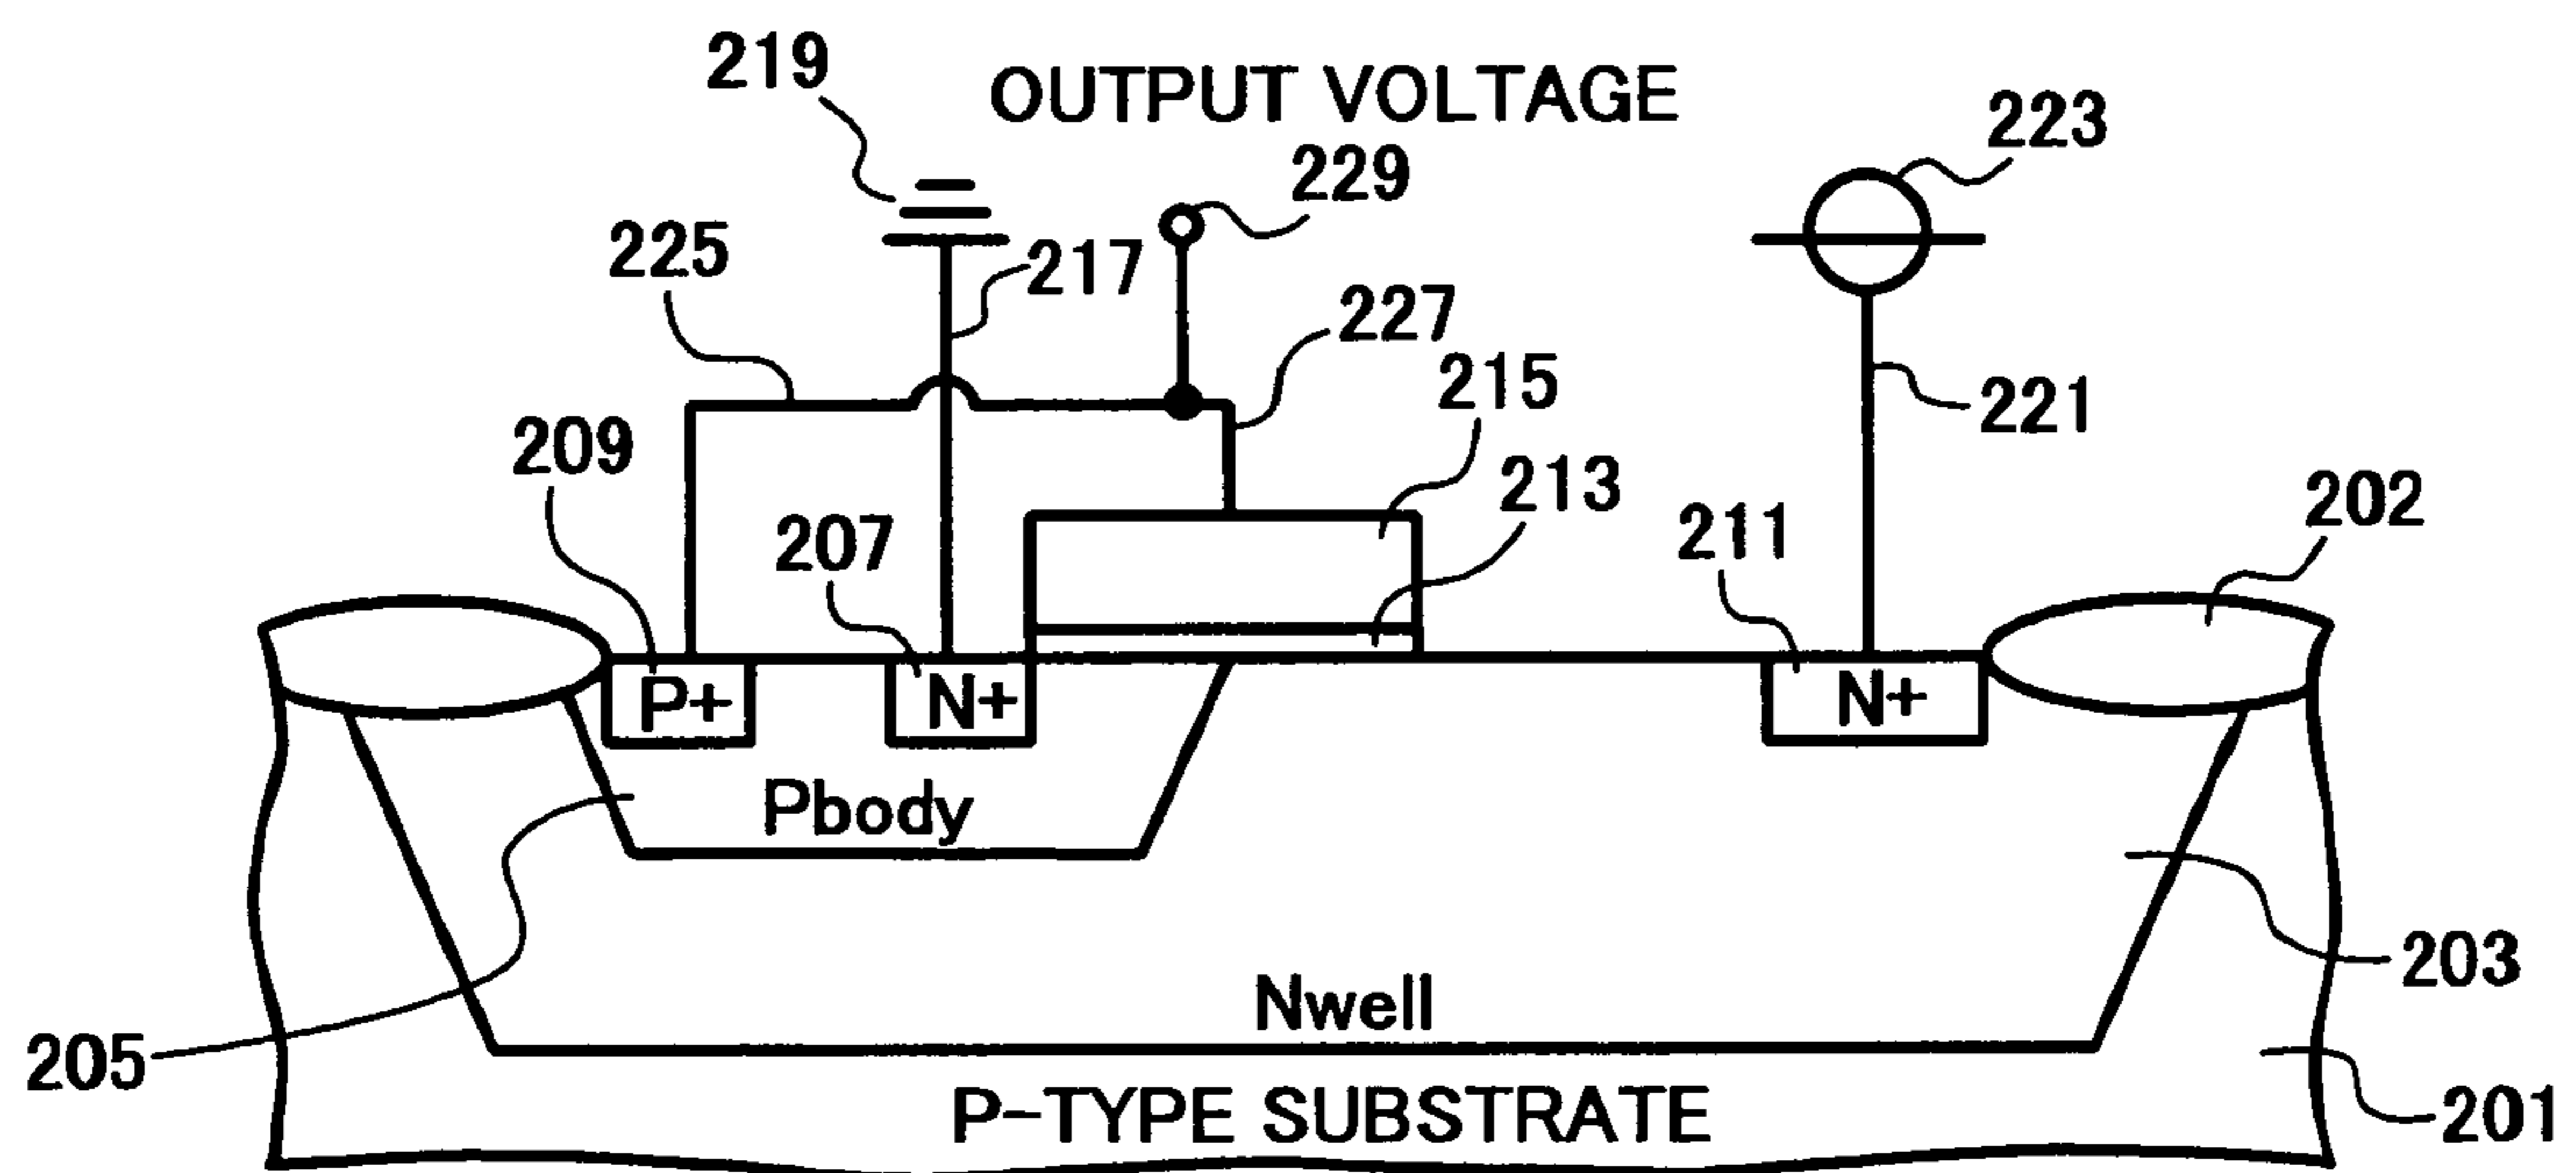 219
OUTPUT VOLTAGE
223
229
225
217
227
215
221
209
213
202
207
211
P+
N+
N+
Pbody
203
Nwell
205
P-TYPE SUBSTRATE
201